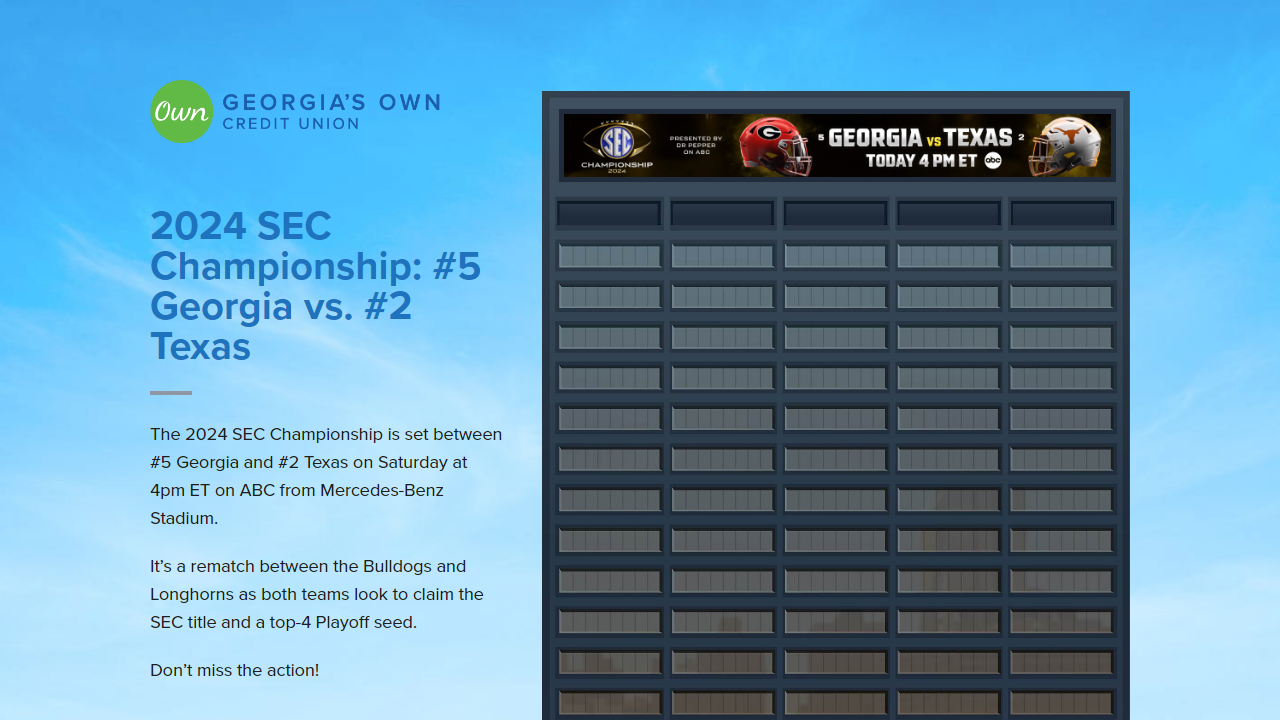 Own
GEORGIA'S OWN
CREDIT UNION
2024 SEC
Championship: #5
Georgia vs. #2
Texas
The 2024 SEC Championship is set between
#5 Georgia and #2 Texas on Saturday at
4pm ET on ABC from Mercedes-Benz
Stadium.
It's a rematch between the Bulldogs and
Longhorns as both teams look to claim the
SEC title and a top-4 Playoff seed.
Don't miss the action!
SEC
CHAMPIONSHIP
2024
PRESENTED BY
DR PEPPER
ON ABC
G
5 GEORGIA vs TEXAS 2
TODAY 4 PM ET abc